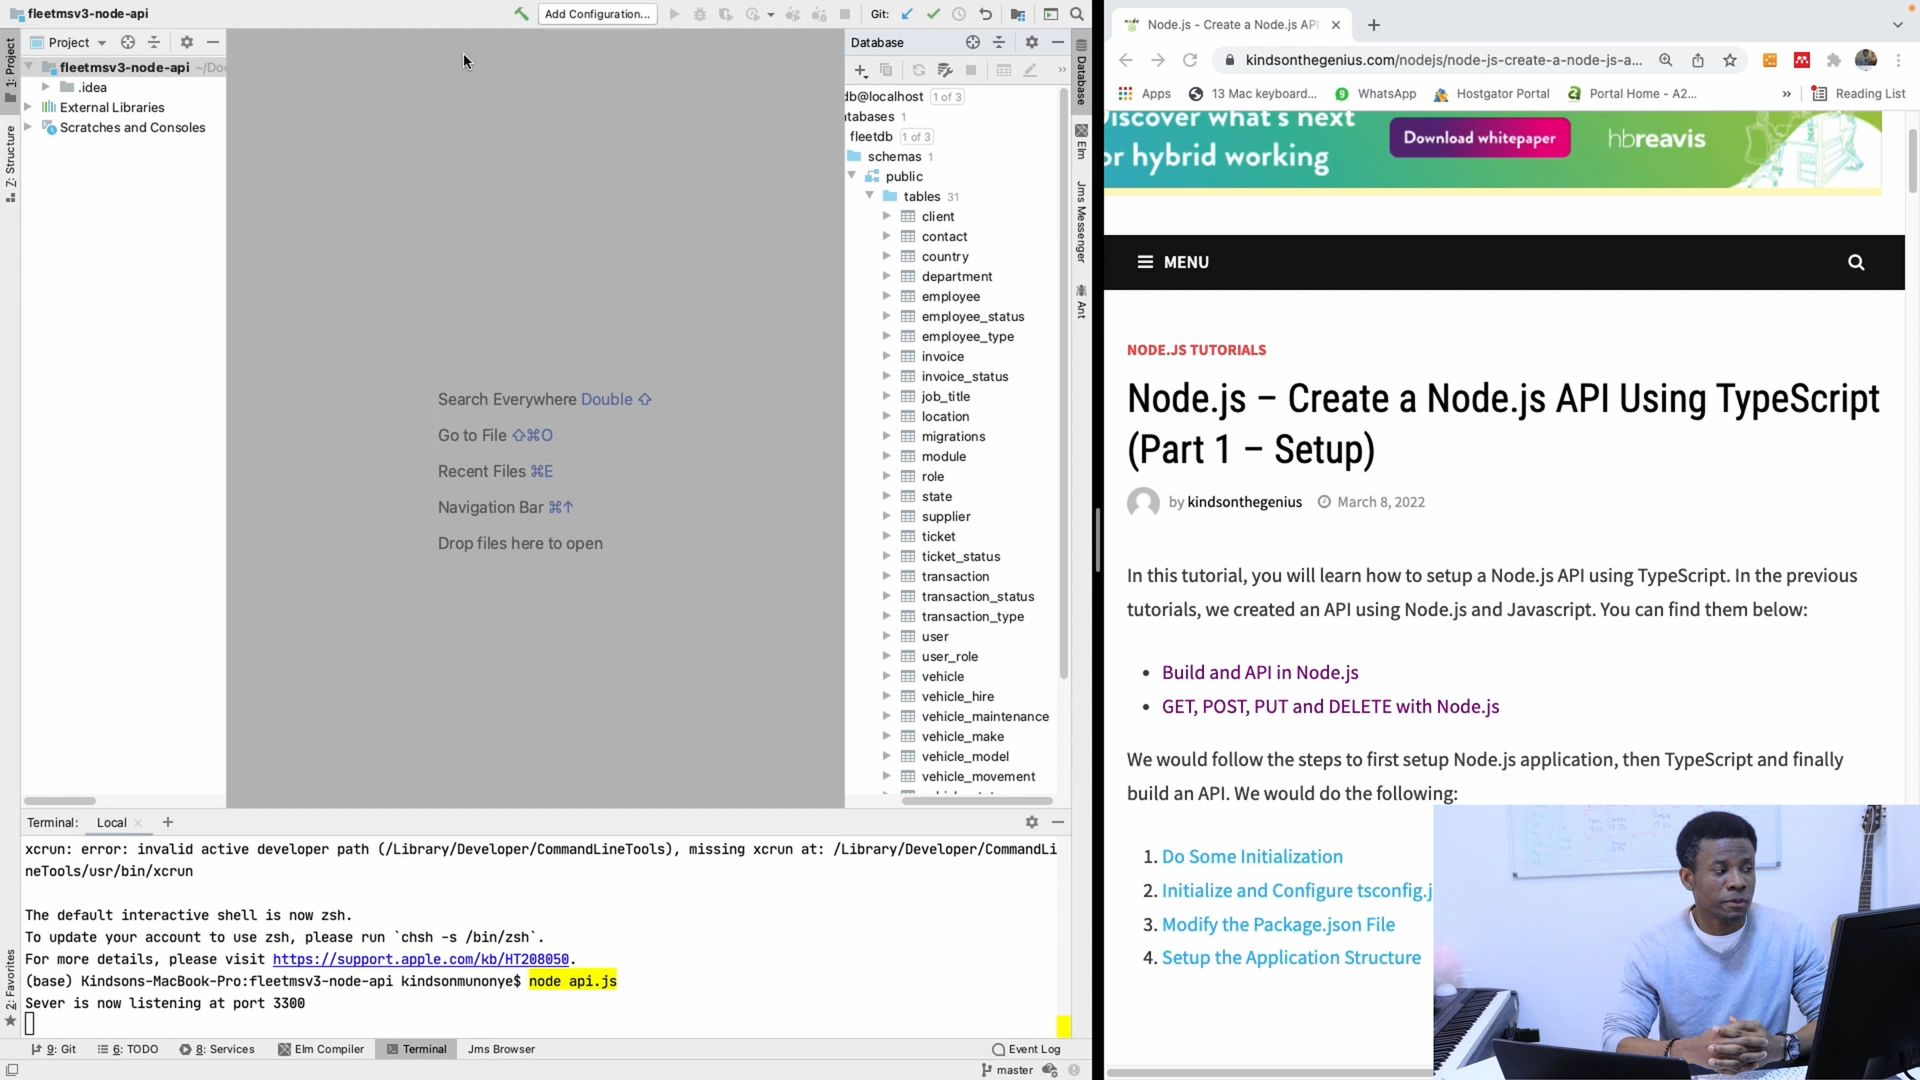 fleetmsv3-node-api
Add Configuration...
Git:
Project
fleetmsv3-node-api
.idea
External Libraries
Scratches and Consoles
1: Project
Z: Structure
2: Favorites
Search Everywhere Double ⇧
Go to File ⇧⌘O
Recent Files ⌘E
Navigation Bar ⌘↑
Drop files here to open
Database
db@localhost 1 of 3
tabases 1
fleetdb 1 of 3
schemas 1
public
tables 31
client
contact
country
department
employee
employee_status
employee_type
invoice
invoice_status
job_title
location
migrations
module
role
state
supplier
ticket
ticket_status
transaction
transaction_status
transaction_type
user
user_role
vehicle
vehicle_hire
vehicle_maintenance
vehicle_make
vehicle_model
vehicle_movement
Database
Elm
Jms Messenger
Ant
Terminal: Local
xcrun: error: invalid active developer path (/Library/Developer/CommandLineTools), missing xcrun at: /Library/Developer/CommandLi
neTools/usr/bin/xcrun
The default interactive shell is now zsh.
To update your account to use zsh, please run `chsh -s /bin/zsh`.
For more details, please visit https://support.apple.com/kb/HT208050.
(base) Kindsons-MacBook-Pro:fleetmsv3-node-api kindsonmunonye$ node api.js
Sever is now listening at port 3300
9: Git
6: TODO
8: Services
Elm Compiler
Terminal
Jms Browser
Event Log
master
Node.js - Create a Node.js API
kindsonthegenius.com/nodejs/node-js-create-a-node-js-a...
Apps
13 Mac keyboard...
WhatsApp
Hostgator Portal
Portal Home - A2...
»
Reading List
Discover what's next
or hybrid working
Download whitepaper
hbreavis
MENU
NODE.JS TUTORIALS
Node.js – Create a Node.js API Using TypeScript
(Part 1 – Setup)
by kindsonthegenius March 8, 2022
In this tutorial, you will learn how to setup a Node.js API using TypeScript. In the previous
tutorials, we created an API using Node.js and Javascript. You can find them below:
• Build and API in Node.js
• GET, POST, PUT and DELETE with Node.js
We would follow the steps to first setup Node.js application, then TypeScript and finally
build an API. We would do the following:
1. Do Some Initialization
2. Initialize and Configure tsconfig.j
3. Modify the Package.json File
4. Setup the Application Structure